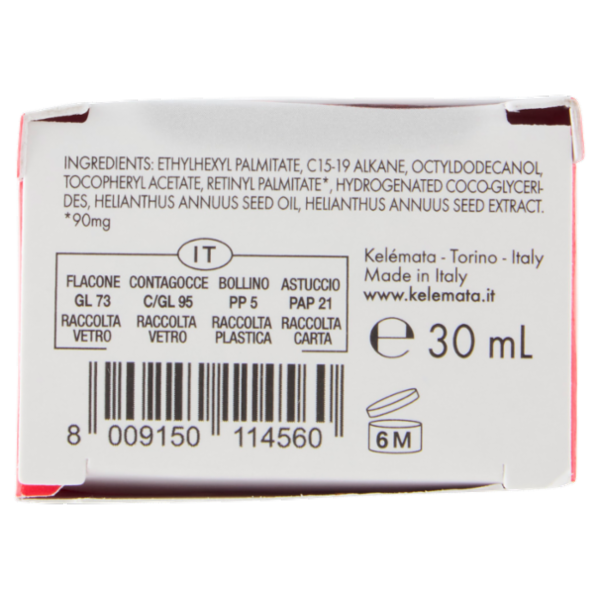 INGREDIENTS: ETHYLHEXYL PALMITATE, C15-19 ALKANE, OCTYLDODECANOL,
TOCOPHERYL ACETATE, RETINYL PALMITATE*, HYDROGENATED COCO-GLYCERI-
DES, HELIANTHUS ANNUUS SEED OIL, HELIANTHUS ANNUUS SEED EXTRACT.
*90mg
IT
FLACONE CONTAGOCCE BOLLINO ASTUCCIO
GL 73 C/GL 95 PP 5 PAP 21
RACCOLTA RACCOLTA RACCOLTA RACCOLTA
VETRO VETRO PLASTICA CARTA
Kelémata - Torino - Italy
Made in Italy
www.kelemata.it
e 30 mL
8 009150 114560
6M